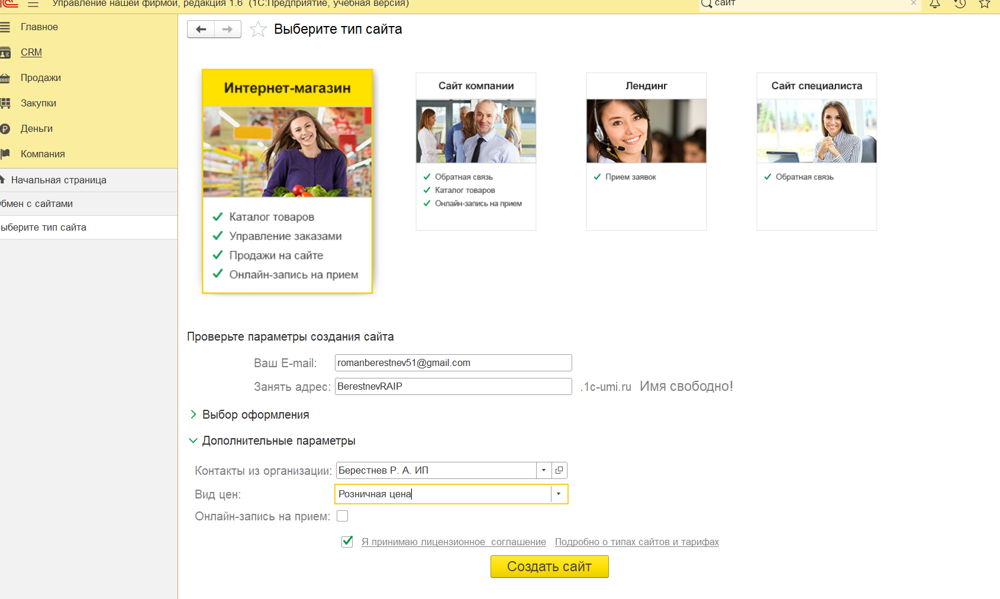 Управление нашей фирмой, редакция 1.6 (1С:Предприятие, учебная версия)
сайт
Главное
CRM
Продажи
Закупки
Деньги
Компания
Начальная страница
бмен с сайтами
ыберите тип сайта
Выберите тип сайта
Интернет-магазин
Каталог товаров
Управление заказами
Продажи на сайте
Онлайн-запись на прием
Сайт компании
Обратная связь
Каталог товаров
Онлайн-запись на прием
Лендинг
Прием заявок
Сайт специалиста
Обратная связь
Проверьте параметры создания сайта
Ваш E-mail: romanberestnev51@gmail.com
Занять адрес: BerestnevRAIP .1c-umi.ru Имя свободно!
Выбор оформления
Дополнительные параметры
Контакты из организации: Берестнев Р. А. ИП
Вид цен: Розничная цена
Онлайн-запись на прием:
Я принимаю лицензионное соглашение Подробно о типах сайтов и тарифах
Создать сайт